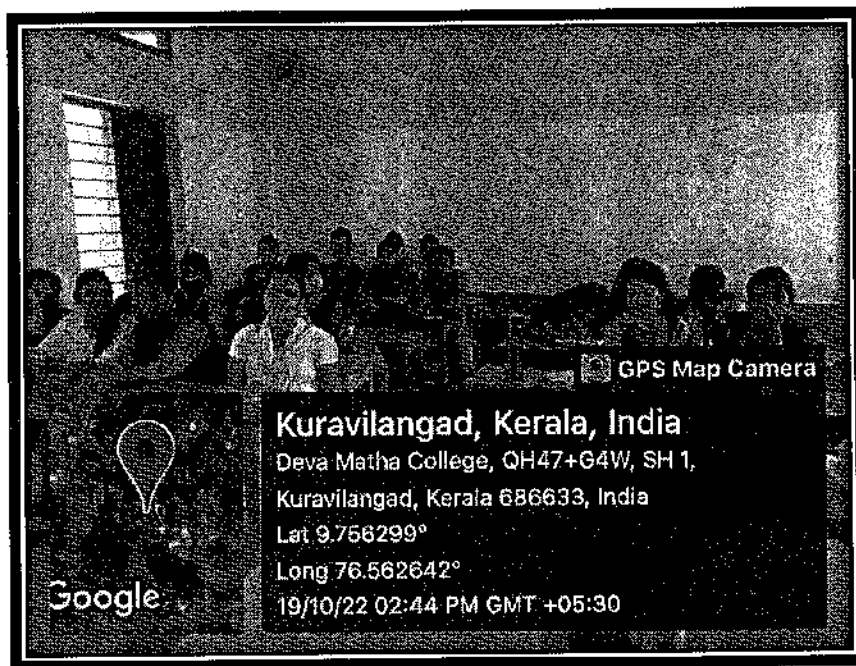 GPS Map Camera
Kuravilangad, Kerala, India
Deva Matha College, QH47+G4W, SH 1,
Kuravilangad, Kerala 686633, India
Lat 9.756299°
Long 76.562642°
19/10/22 02:44 PM GMT +05:30
Google